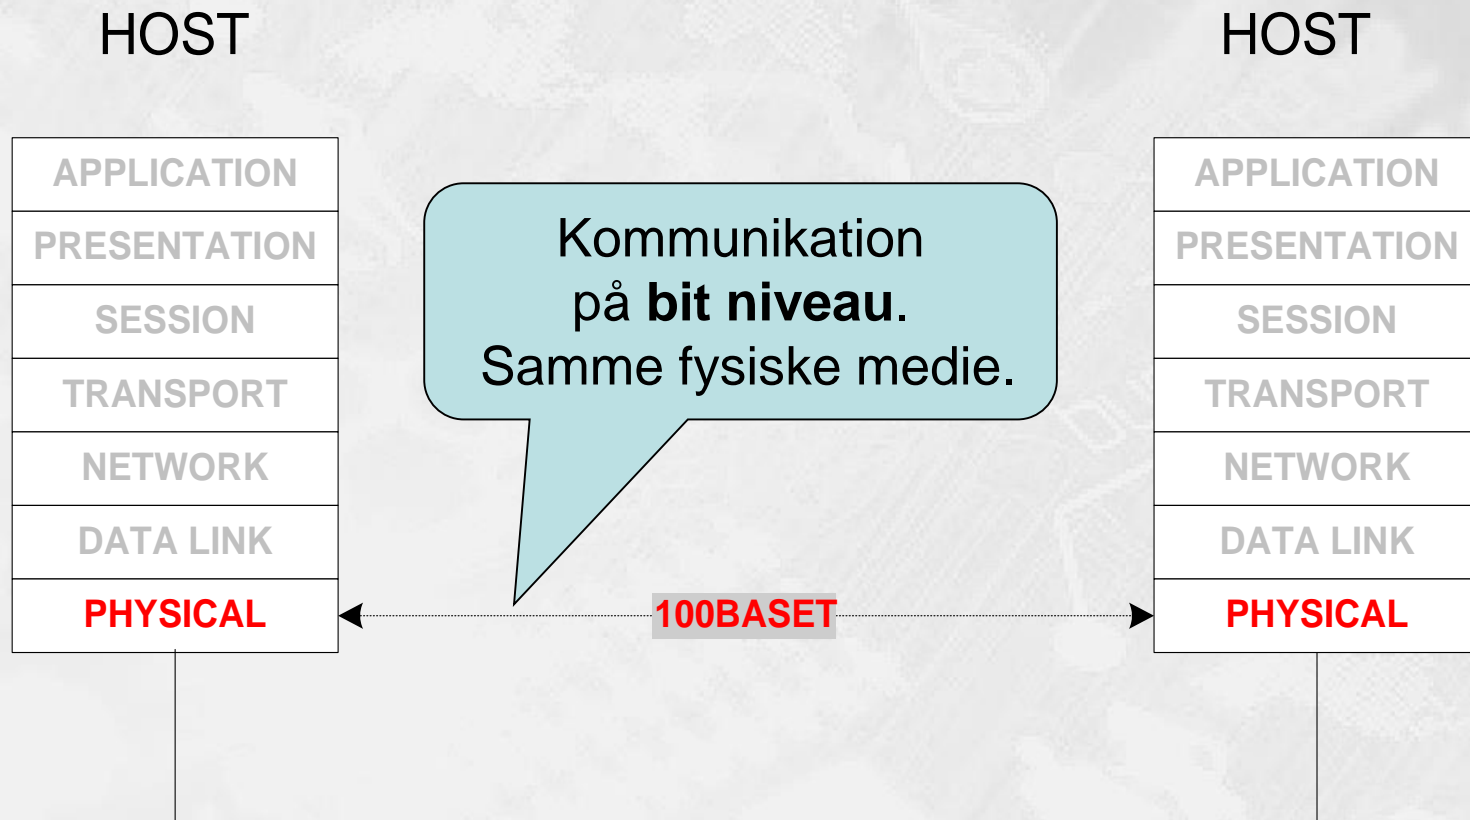 HOST
HOST
APPLICATION
PRESENTATION
SESSION
TRANSPORT
NETWORK
DATA LINK
PHYSICAL
Kommunikation
på bit niveau.
Samme fysiske medie.
100BASET
APPLICATION
PRESENTATION
SESSION
TRANSPORT
NETWORK
DATA LINK
PHYSICAL